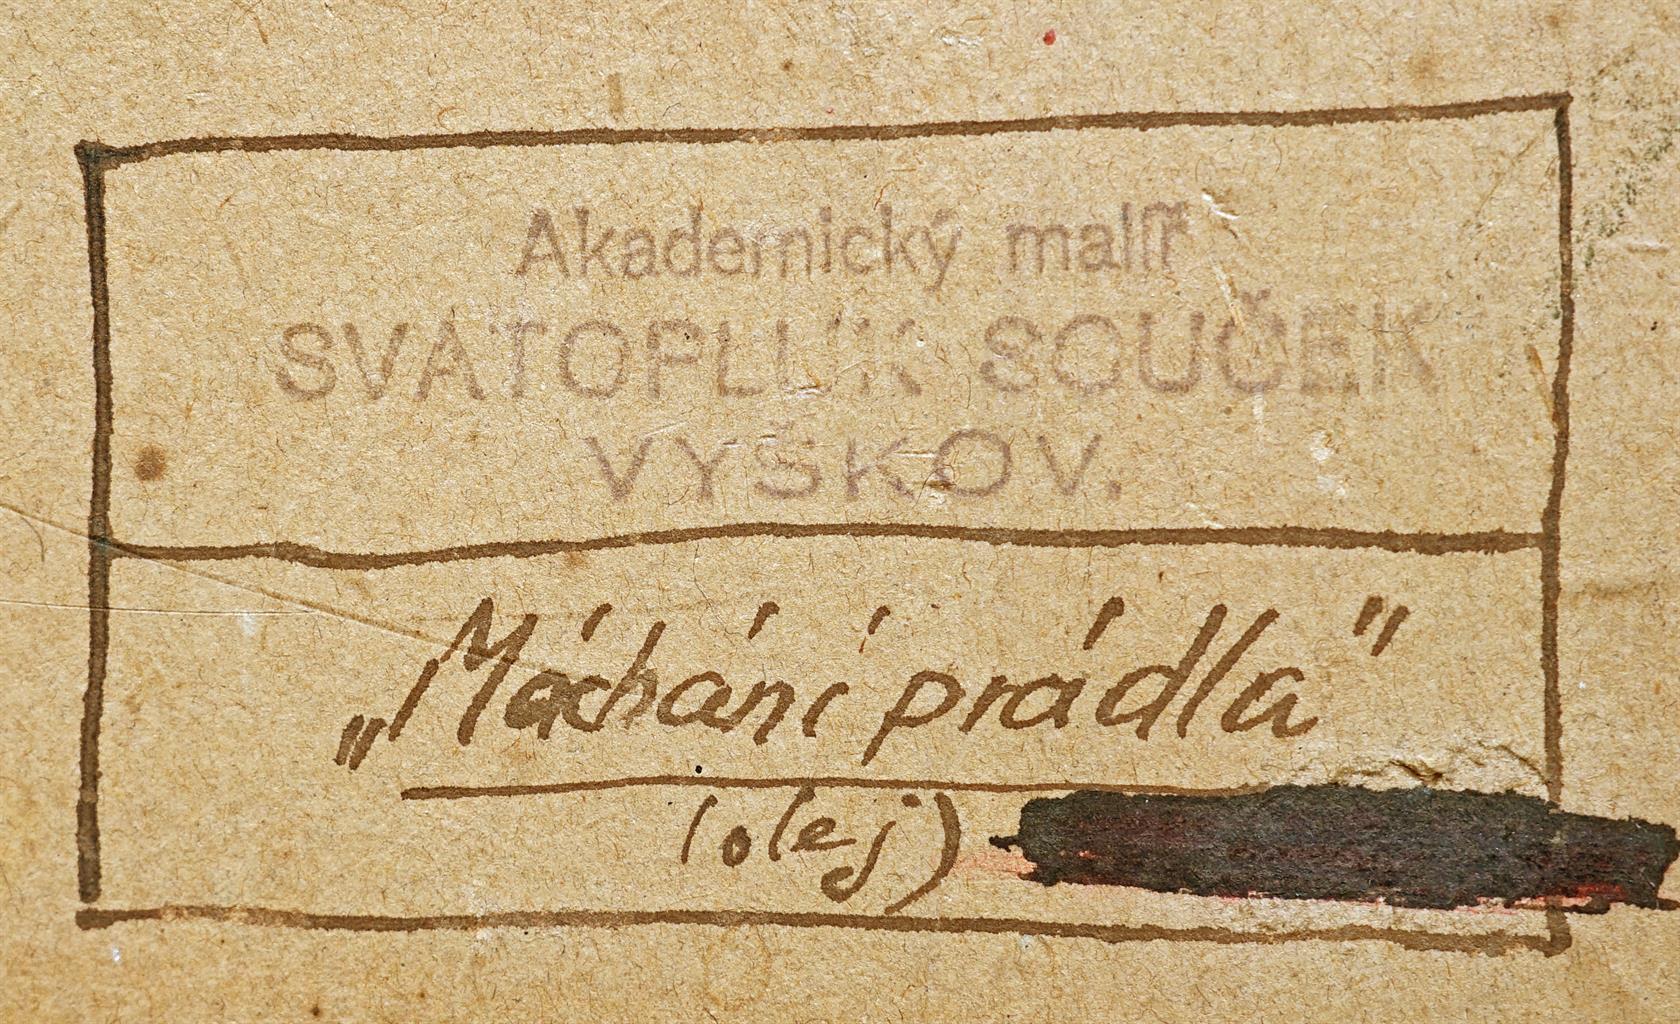 Akademický malíř
SVATOPLUK SOUČEK
VYŠKOV.
„Máchání prádla"
(olej)